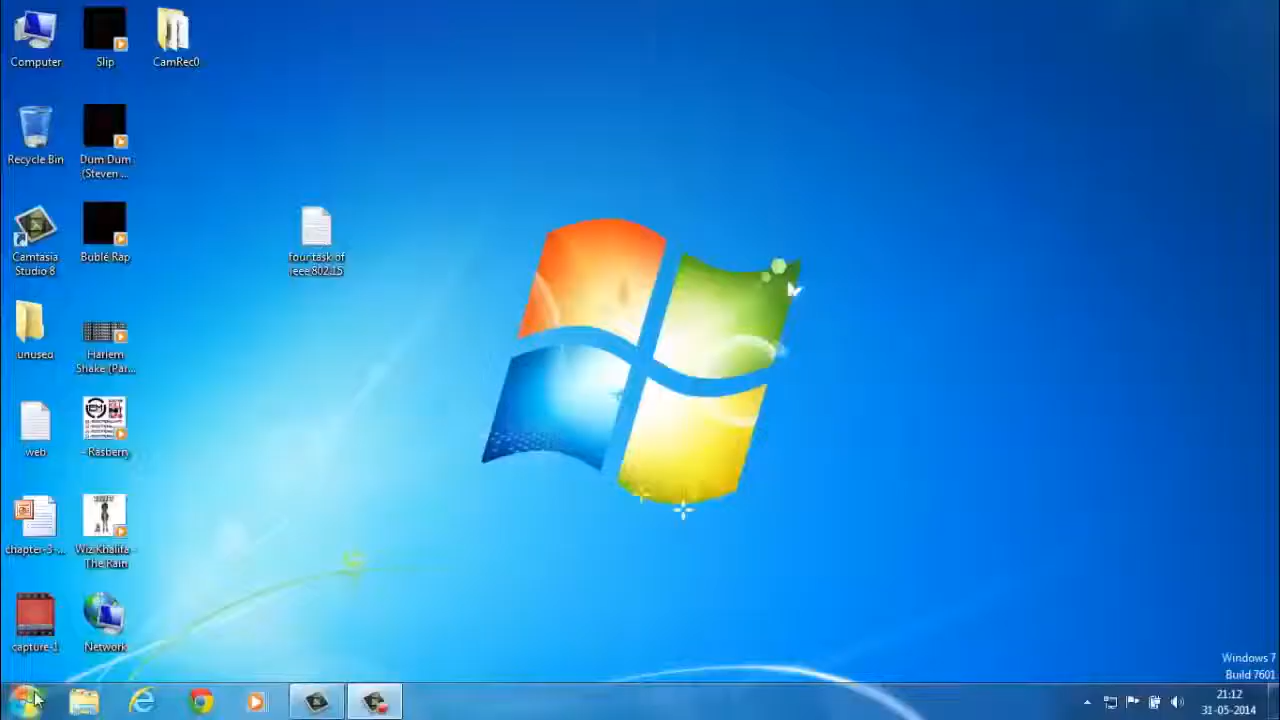 Computer
Slip
CamRec0
Recycle Bin
Dum Dum
(Steven ...
Camtasia
Studio 8
Bublé Rap
four task of
ieee 802.15
unused
Harlem
Shake (Par...
web
- Rasberry
chapter-3-...
Wiz Khalifa -
The Rain
capture-1
Network
Windows 7
Build 7601
21:12
31-05-2014